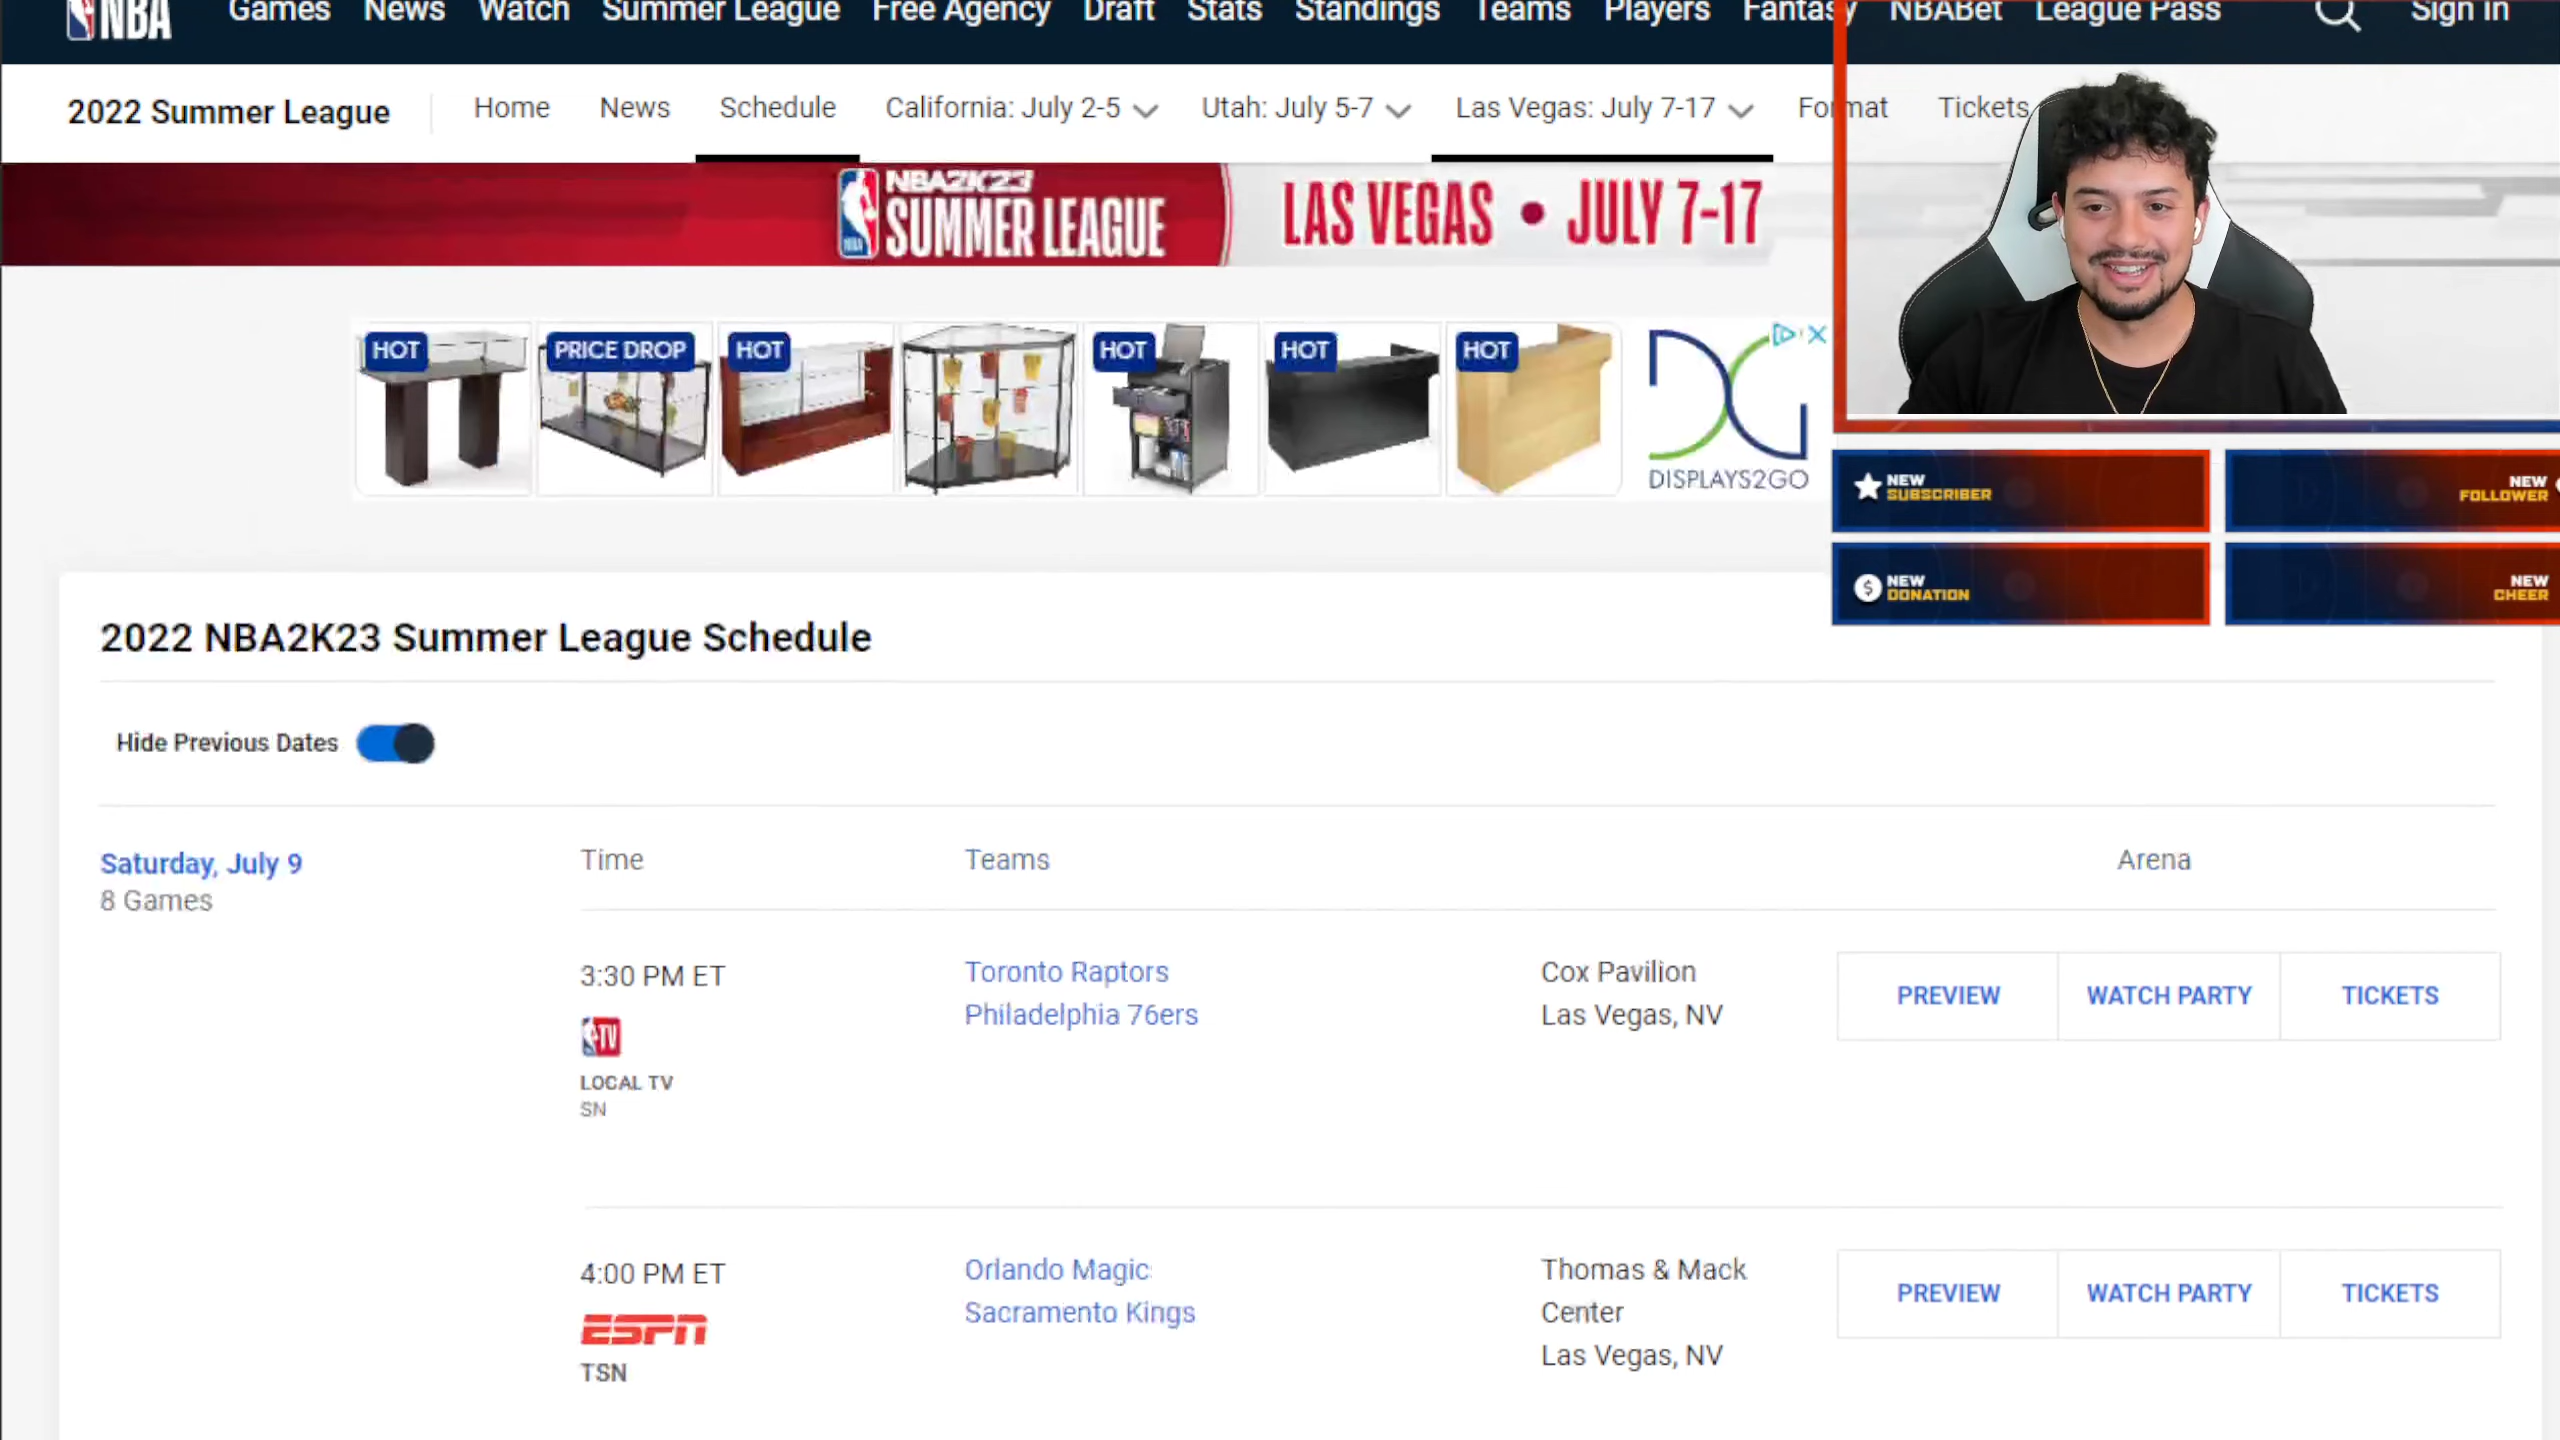 NBA
Games News Watch Summer League Free Agency Draft Stats Standings Teams Players Fantasy NBABet League Pass Sign in
2022 Summer League Home News Schedule California: July 2-5 Utah: July 5-7 Las Vegas: July 7-17 Format Tickets
NBA2K23
SUMMER LEAGUE
LAS VEGAS • JULY 7-17
HOT PRICE DROP HOT HOT HOT HOT
DISPLAYS2GO
NEW
SUBSCRIBER
NEW
FOLLOWER
NEW
DONATION
NEW
CHEER
2022 NBA2K23 Summer League Schedule
Hide Previous Dates
Saturday, July 9
8 Games
Time Teams Arena
3:30 PM ET
TV
LOCAL TV
SN
Toronto Raptors
Philadelphia 76ers
Cox Pavilion
Las Vegas, NV
PREVIEW WATCH PARTY TICKETS
4:00 PM ET
ESPN
TSN
Orlando Magic
Sacramento Kings
Thomas & Mack
Center
Las Vegas, NV
PREVIEW WATCH PARTY TICKETS